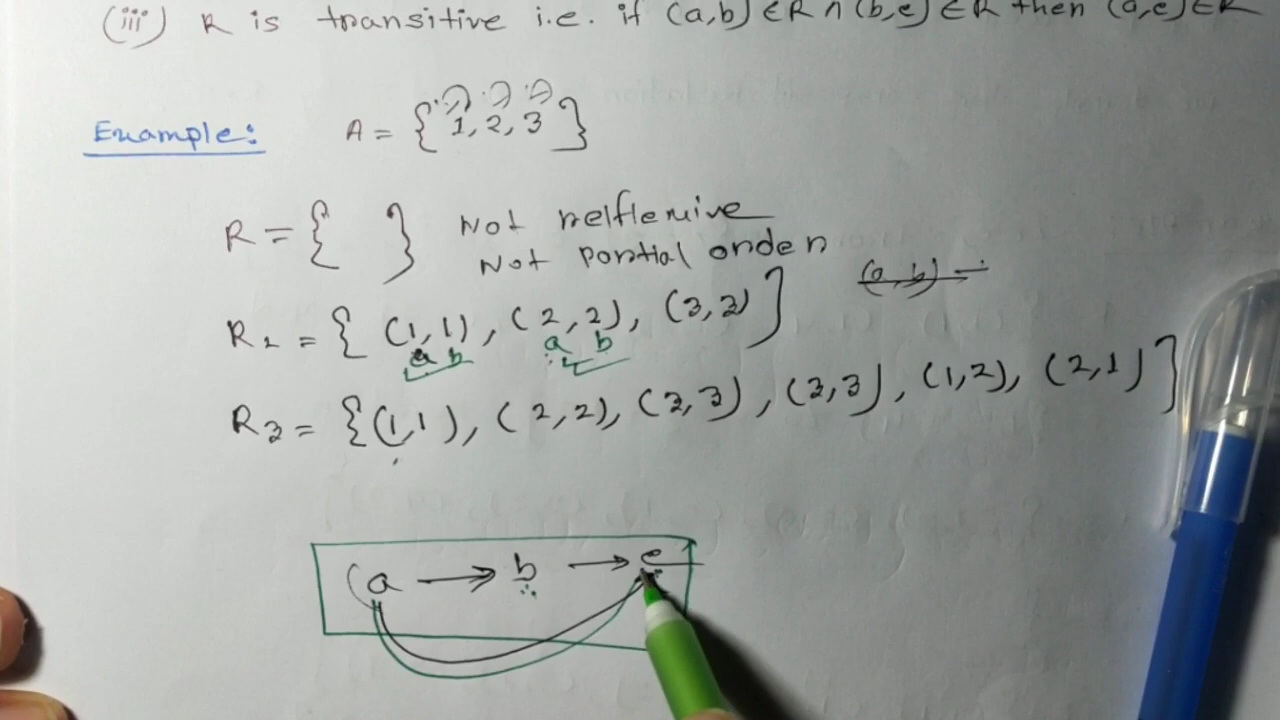 (iii) R is transitive i.e. if (a,b) ∈ R ∧ (b,c) ∈ R then (a,c) ∈ R
Example: A = { 1, 2, 3 }
R = { } Not relflexive
Not partial order
(a, b) –
R₁ = { (1,1), (2,2), (3,3) }
a b a b
R₂ = { (1,1), (2,2), (3,3), (3,3), (1,2), (2,1) }
(a → b → c